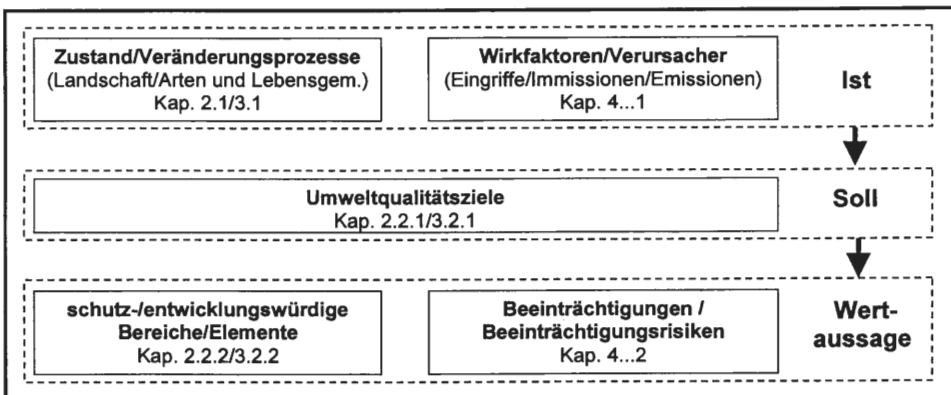 Zustand/Veränderungsprozesse
(Landschaft/Arten und Lebensgem.)
Kap. 2.1/3.1
Wirkfaktoren/Verursacher
(Eingriffe/Immissionen/Emissionen)
Kap. 4...1
Ist
Umweltqualitätsziele
Kap. 2.2.1/3.2.1
Soll
schutz-/entwicklungswürdige
Bereiche/Elemente
Kap. 2.2.2/3.2.2
Beeinträchtigungen /
Beeinträchtigungsrisiken
Kap. 4...2
Wert-
aussage